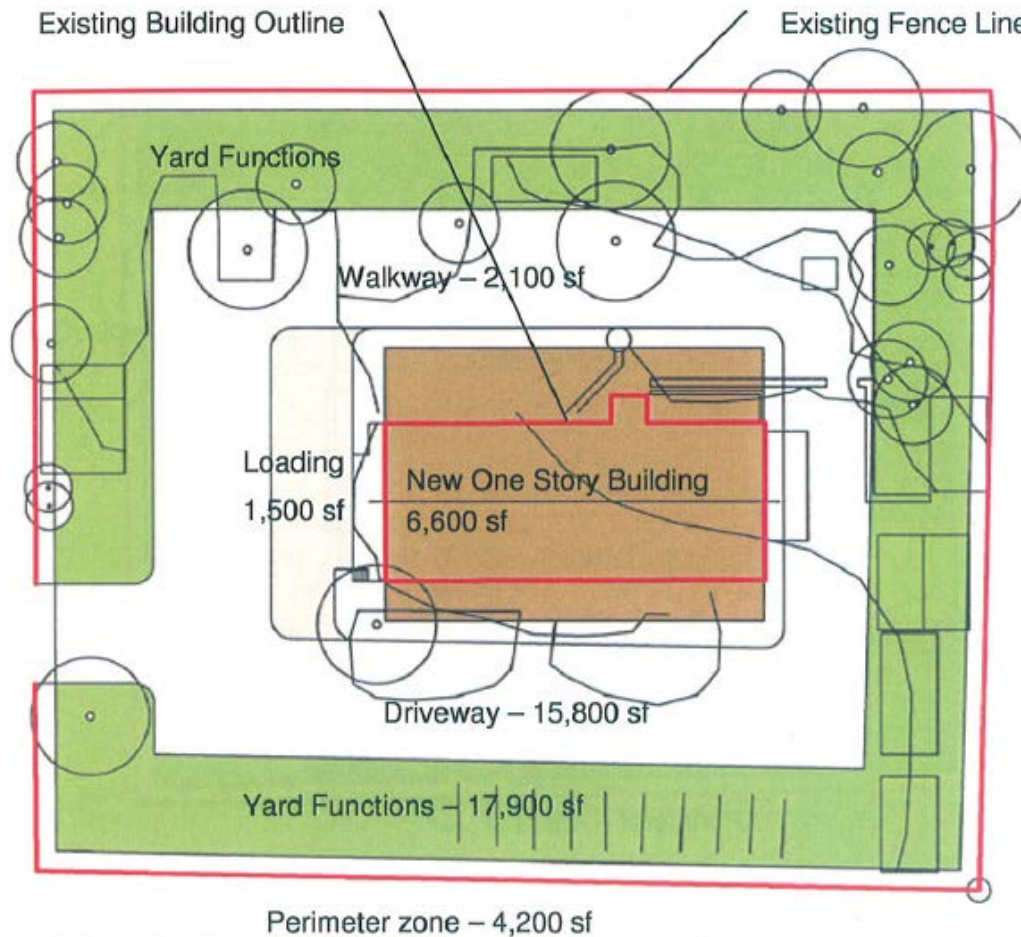 Existing Building Outline
Existing Fence Line
Yard Functions
Walkway – 2,100 sf
Loading
1,500 sf
New One Story Building
6,600 sf
Driveway – 15,800 sf
Yard Functions – 17,900 sf
Perimeter zone – 4,200 sf